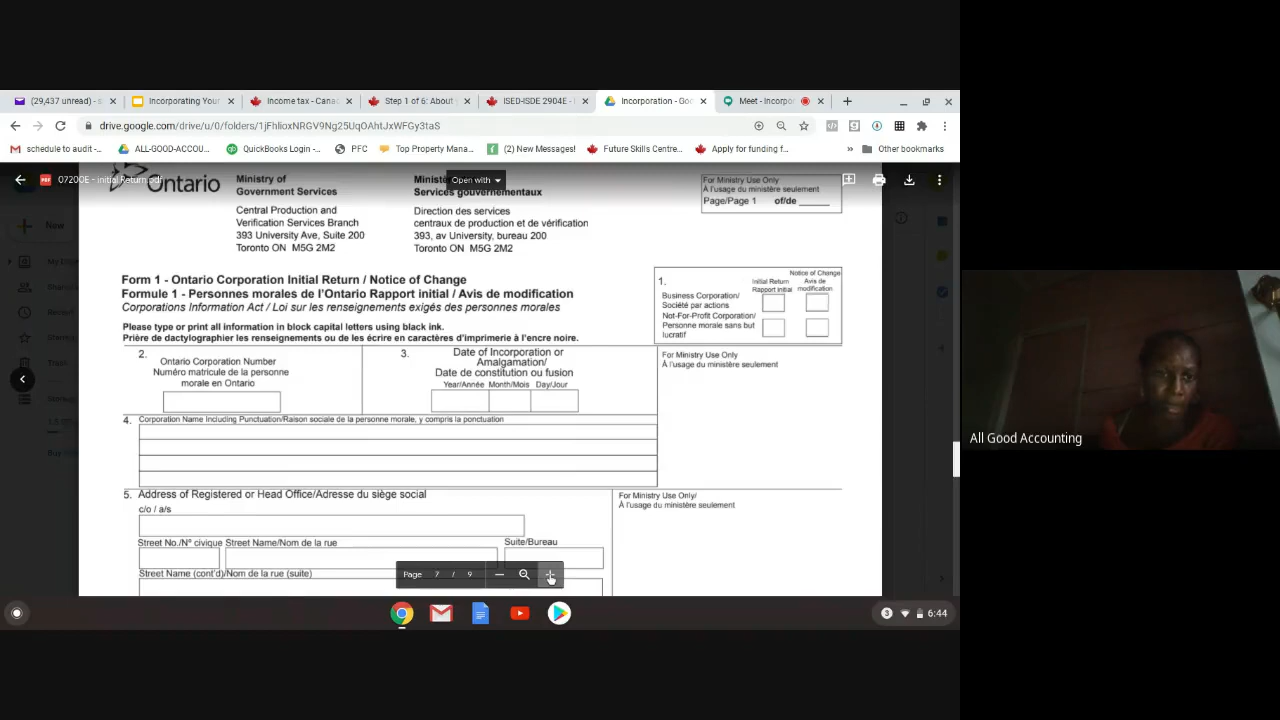 (29,437 unread) - s
Incorporating Your
Income tax - Cana
Step 1 of 6: About
ISED-ISDE 2904E - E
Incorporation - Goo
Meet - Incorpor
drive.google.com/drive/u/0/folders/1jFhlioxNRGV9Ng25UqOAhtJxWFGy3taS
schedule to audit -...
ALL-GOOD-ACCOU...
QuickBooks Login -...
PFC
Top Property Mana...
(2) New Messages!
Future Skills Centre...
Apply for funding f...
Other bookmarks
07200E - initial Return.pdf
Open with
Ontario
Ministry of
Government Services
Central Production and
Verification Services Branch
393 University Ave, Suite 200
Toronto ON M5G 2M2
Services gouvernementaux
Direction des services
centraux de production et de vérification
393, av University, bureau 200
Toronto ON M5G 2M2
For Ministry Use Only
À l'usage du ministère seulement
Page/Page 1 of/de
New
Form 1 - Ontario Corporation Initial Return / Notice of Change
Formule 1 - Personnes morales de l'Ontario Rapport initial / Avis de modification
Corporations Information Act / Loi sur les renseignements exigés des personnes morales
Please type or print all information in block capital letters using black ink.
Prière de dactylographier les renseignements ou de les écrire en caractères d'imprimerie à l'encre noire.
1.
Initial Return
Rapport initial
Notice of Change
Avis de
modification
Business Corporation/
Société par actions
Not-For-Profit Corporation/
Personne morale sans but
lucratif
2.
Ontario Corporation Number
Numéro matricule de la personne
morale en Ontario
3.
Date of Incorporation or
Amalgamation/
Date de constitution ou fusion
Year/Année Month/Mois Day/Jour
For Ministry Use Only
À l'usage du ministère seulement
4. Corporation Name Including Punctuation/Raison sociale de la personne morale, y compris la ponctuation
5. Address of Registered or Head Office/Adresse du siège social
c/o / a/s
Street No./Nº civique
Street Name/Nom de la rue
Suite/Bureau
Street Name (cont'd)/Nom de la rue (suite)
For Ministry Use Only/
À l'usage du ministère seulement
Page 7 / 9
3
6:44
All Good Accounting